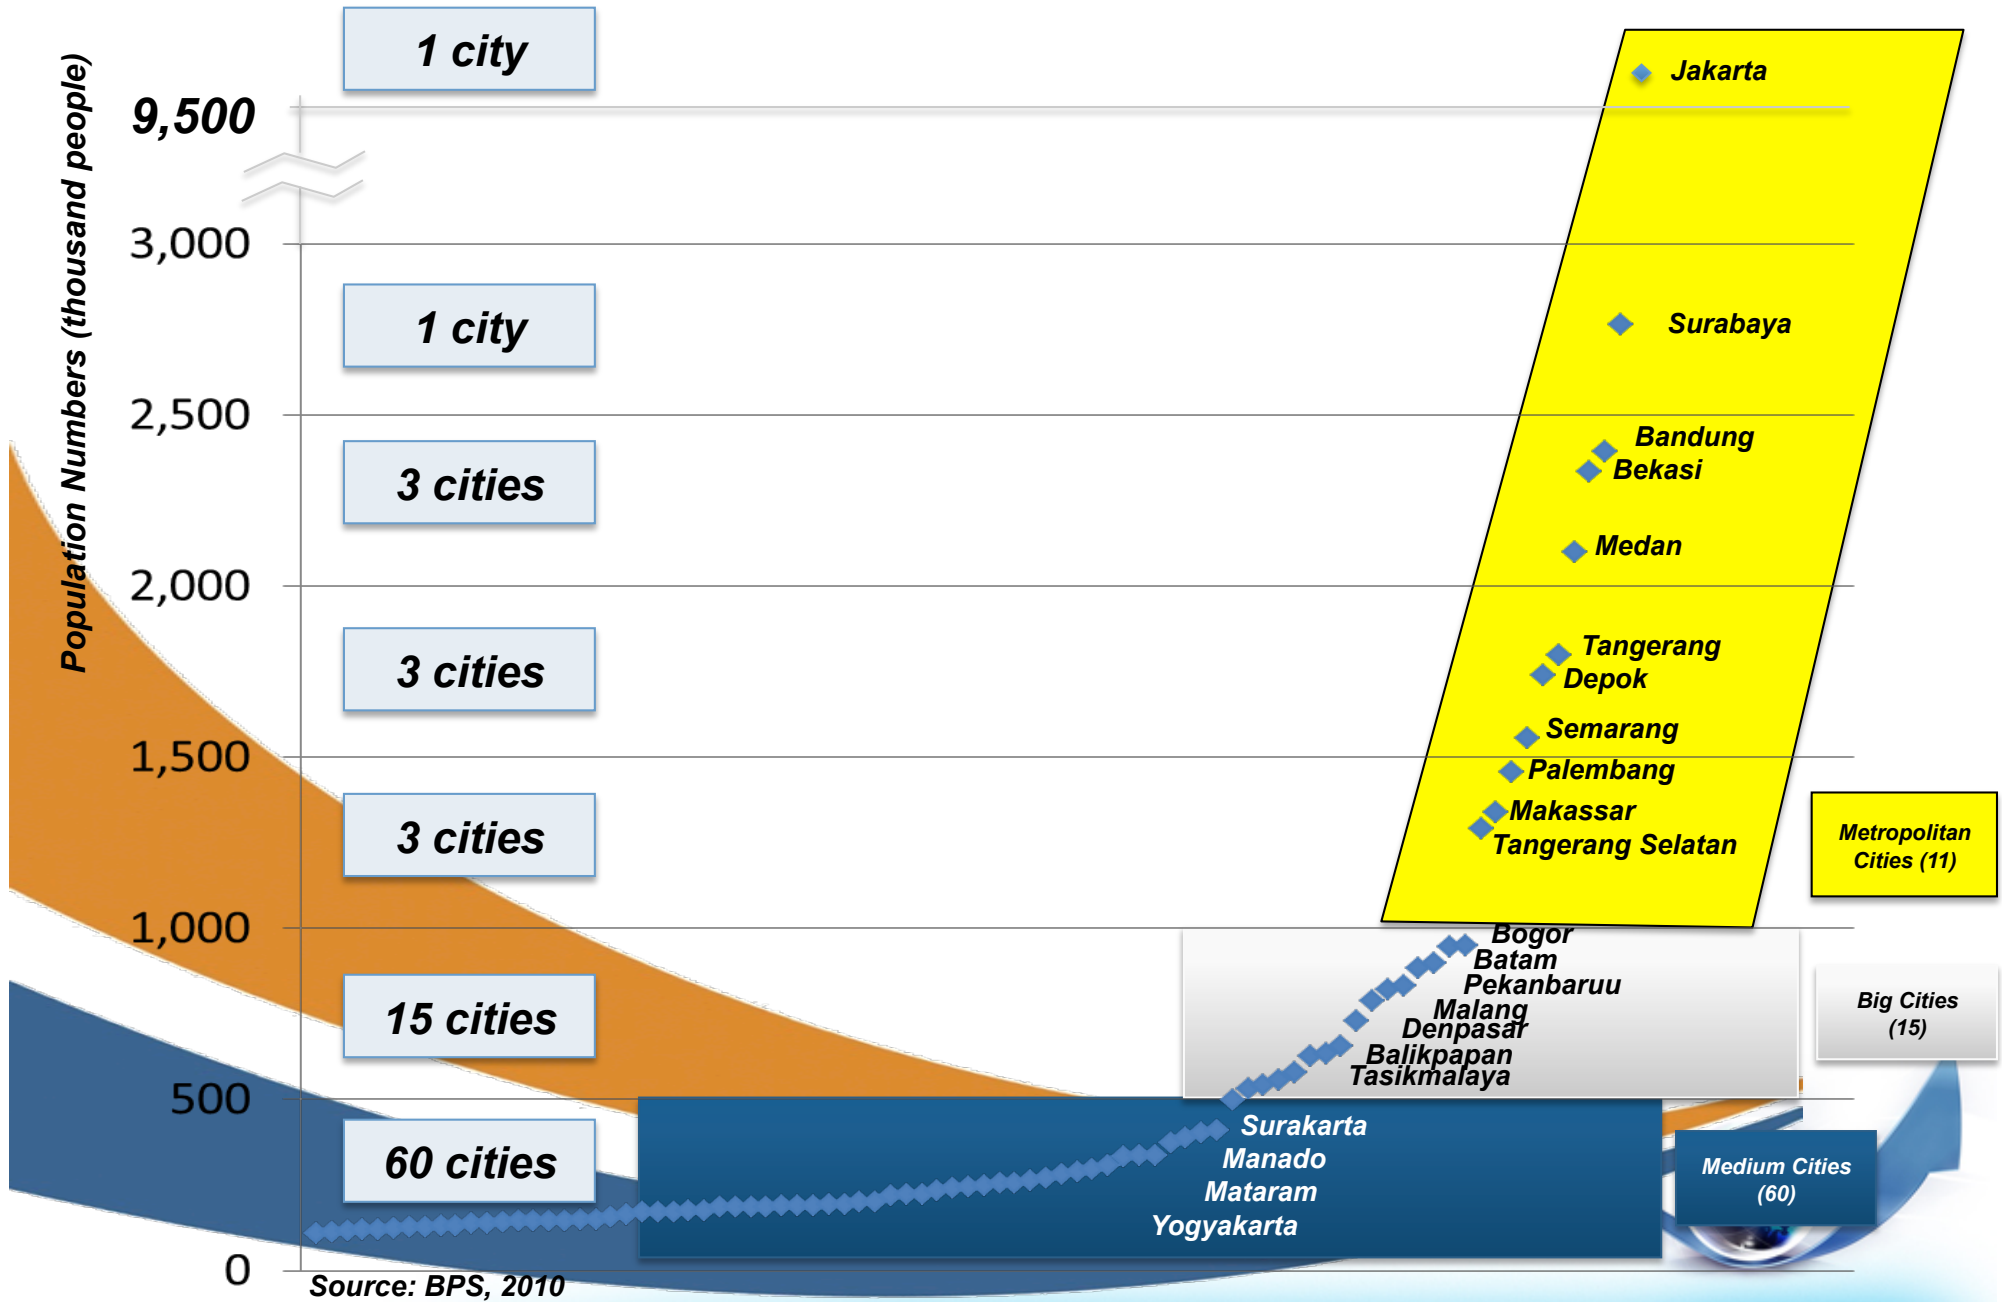 Population Numbers (thousand people)
1 city
9,500
Jakarta
3,000
1 city
Surabaya
2,500
3 cities
Bandung
Bekasi
Medan
2,000
3 cities
Tangerang
Depok
Semarang
1,500
Palembang
3 cities
Makassar
Tangerang Selatan
Metropolitan
Cities (11)
1,000
Bogor
Batam
Pekanbaruu
Malang
Denpasar
Balikpapan
Tasikmalaya
15 cities
Big Cities
(15)
500
60 cities
Surakarta
Manado
Mataram
Yogyakarta
Medium Cities
(60)
0
Source: BPS, 2010